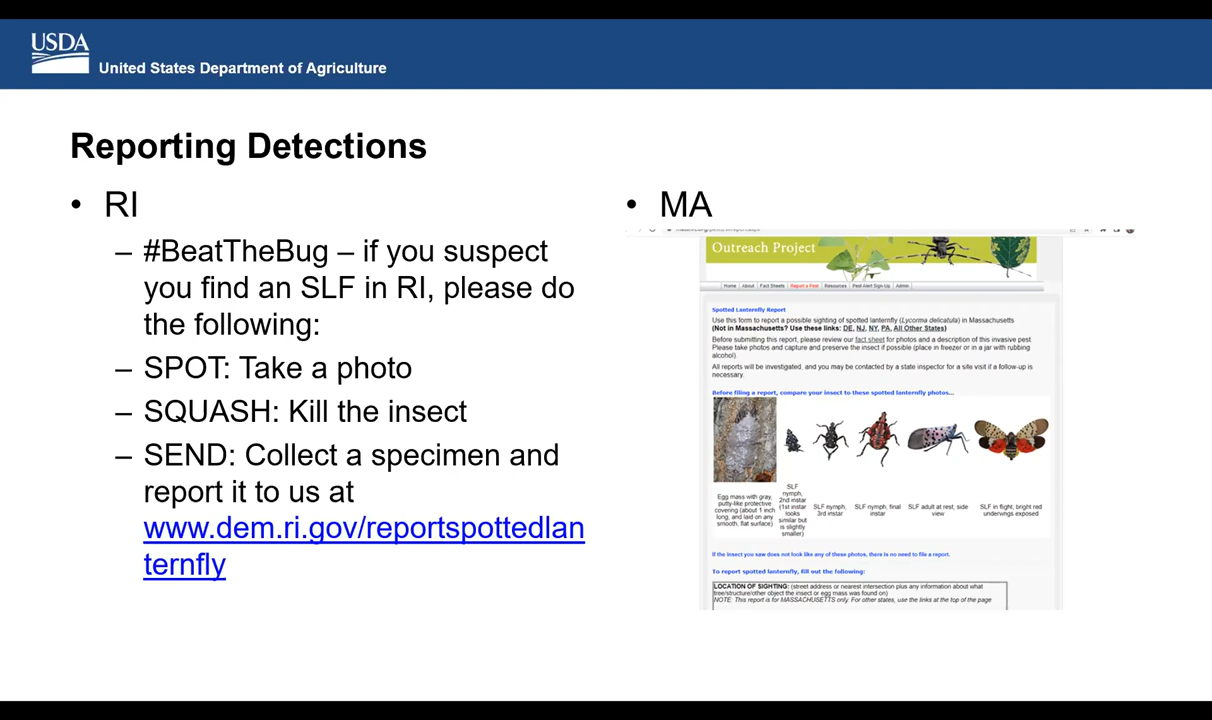 USDA
United States Department of Agriculture
Reporting Detections
• RI
– #BeatTheBug – if you suspect
you find an SLF in RI, please do
the following:
– SPOT: Take a photo
– SQUASH: Kill the insect
– SEND: Collect a specimen and
report it to us at
www.dem.ri.gov/reportspottedlan
ternfly
• MA
Outreach Project
Home About Fact Sheets Report a Pest Resources Pest Alert Sign-Up Admin
Spotted Lanternfly Report
Use this form to report a possible sighting of spotted lanternfly (Lycorma delicatula) in Massachusetts
(Not in Massachusetts? Use these links: DE, NJ, NY, PA, All Other States)
Before submitting this report, please review our fact sheet for photos and a description of this invasive pest.
Please take photos and capture and preserve the insect if possible (place in freezer or in a jar with rubbing
alcohol).
All reports will be investigated, and you may be contacted by a state inspector for a site visit if a follow-up is
necessary.
Before filing a report, compare your insect to these spotted lanternfly photos...
Egg mass with gray,
putty-like protective
covering (about 1 inch
long, and laid on any
smooth, flat surface)
SLF
nymph,
2nd instar
(1st instar
looks
similar but
is slightly
smaller)
SLF nymph,
3rd instar
SLF nymph, final
instar
SLF adult at rest, side
view
SLF in flight, bright red
underwings exposed
If the insect you saw does not look like any of these photos, there is no need to file a report.
To report spotted lanternfly, fill out the following:
LOCATION OF SIGHTING: (street address or nearest intersection plus any information about what
tree/structure/other object the insect or egg mass was found on)
NOTE: This report is for MASSACHUSETTS only. For other states, use the links at the top of the page